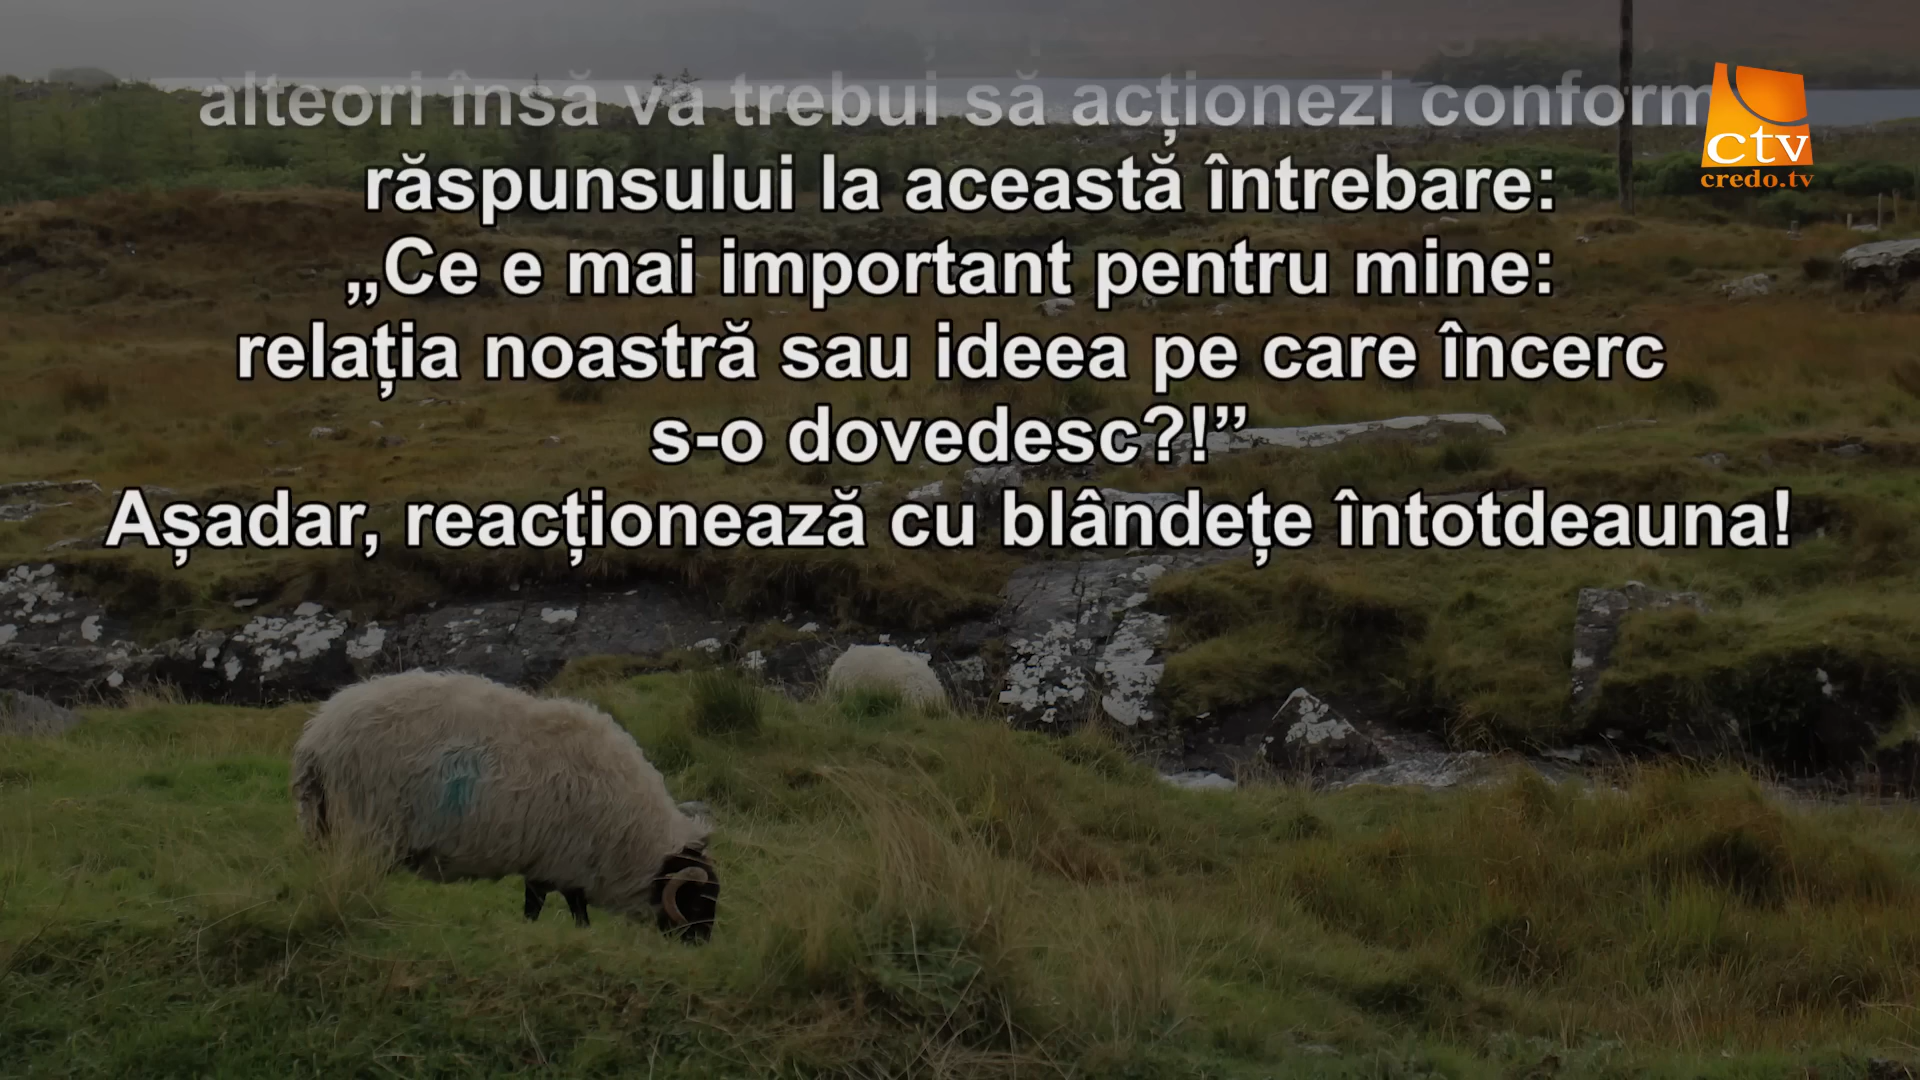 alteori însă va trebui să acționezi conform
răspunsului la această întrebare:
„Ce e mai important pentru mine:
relația noastră sau ideea pe care încerc
s-o dovedesc?!”
Așadar, reacționează cu blândețe întotdeauna!
ctv
credo.tv